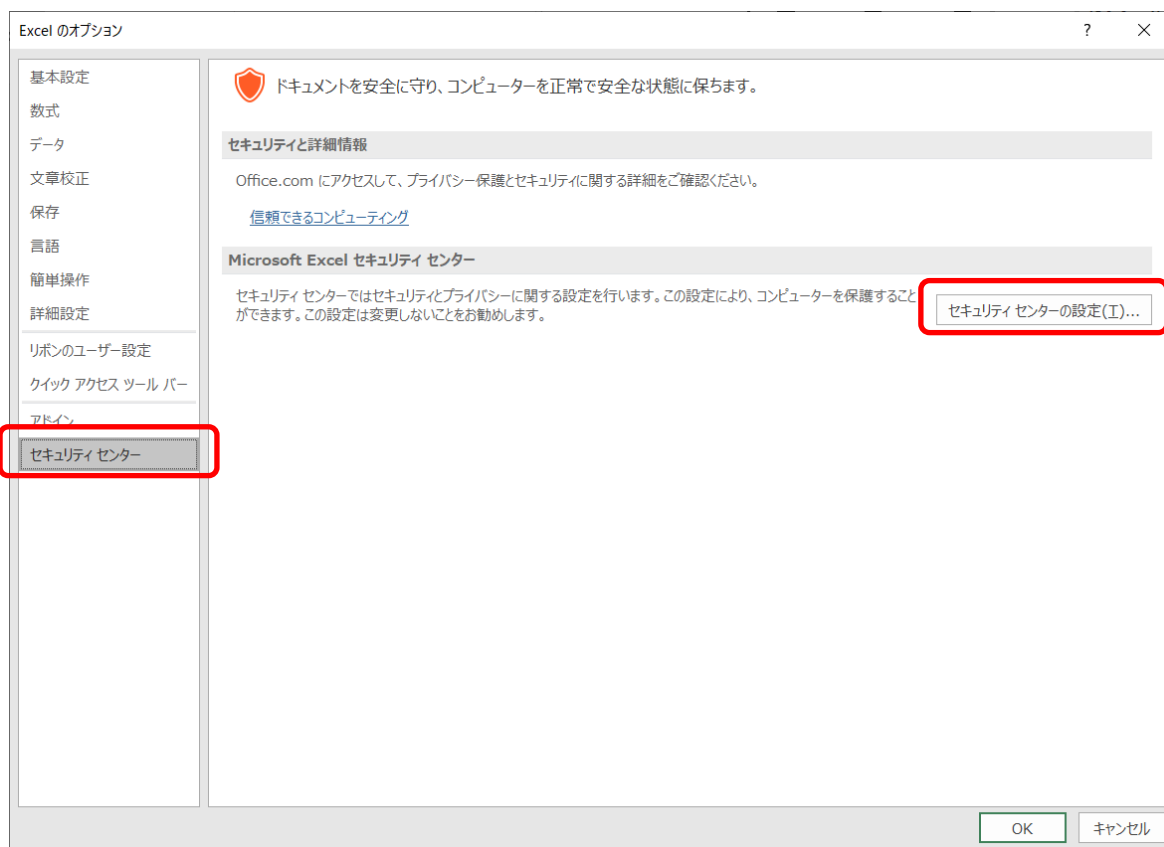 Excel のオプション
?
基本設定
数式
データ
文章校正
保存
言語
簡単操作
詳細設定
リボンのユーザー設定
クイック アクセス ツール バー
アドイン
セキュリティ センター
ドキュメントを安全に守り、コンピューターを正常で安全な状態に保ちます。
セキュリティと詳細情報
Office.com にアクセスして、プライバシー保護とセキュリティに関する詳細をご確認ください。
信頼できるコンピューティング
Microsoft Excel セキュリティ センター
セキュリティ センターではセキュリティとプライバシーに関する設定を行います。この設定により、コンピューターを保護すること
ができます。この設定は変更しないことをお勧めします。
セキュリティ センターの設定(T)...
OK
キャンセル